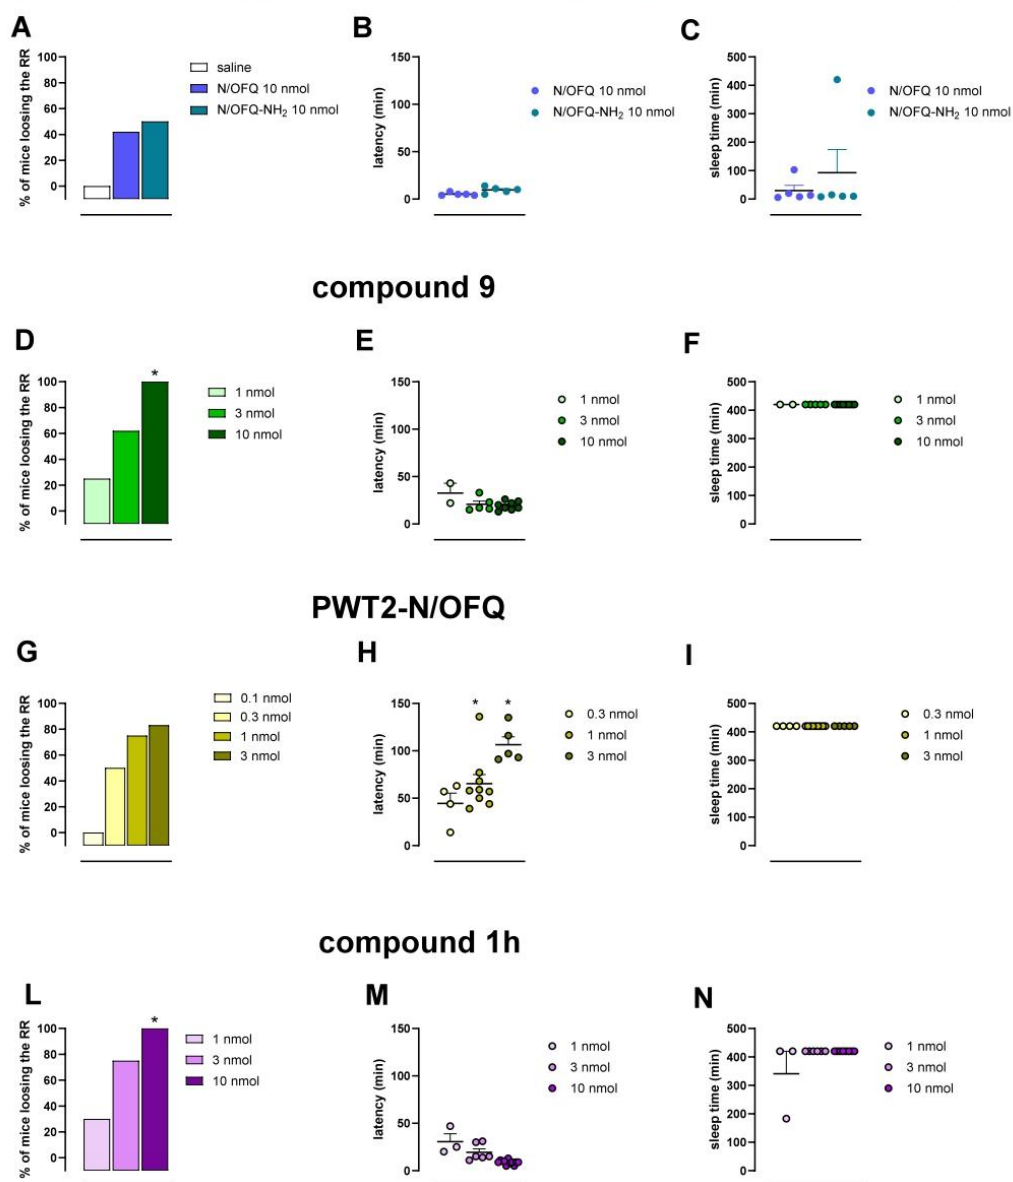 A
% of mice loosing the RR
100
80
60
40
20
0
saline
N/OFQ 10 nmol
N/OFQ-NH2 10 nmol
B
latency (min)
150
100
50
0
N/OFQ 10 nmol
N/OFQ-NH2 10 nmol
C
sleep time (min)
500
400
300
200
100
0
N/OFQ 10 nmol
N/OFQ-NH2 10 nmol
compound 9
D
% of mice loosing the RR
100
80
60
40
20
0
*
1 nmol
3 nmol
10 nmol
E
latency (min)
150
100
50
0
1 nmol
3 nmol
10 nmol
F
sleep time (min)
500
400
300
200
100
0
1 nmol
3 nmol
10 nmol
PWT2-N/OFQ
G
% of mice loosing the RR
100
80
60
40
20
0
0.1 nmol
0.3 nmol
1 nmol
3 nmol
H
latency (min)
150
100
50
0
* *
0.3 nmol
1 nmol
3 nmol
I
sleep time (min)
500
400
300
200
100
0
0.3 nmol
1 nmol
3 nmol
compound 1h
L
% of mice loosing the RR
100
80
60
40
20
0
*
1 nmol
3 nmol
10 nmol
M
latency (min)
150
100
50
0
1 nmol
3 nmol
10 nmol
N
sleep time (min)
500
400
300
200
100
0
1 nmol
3 nmol
10 nmol